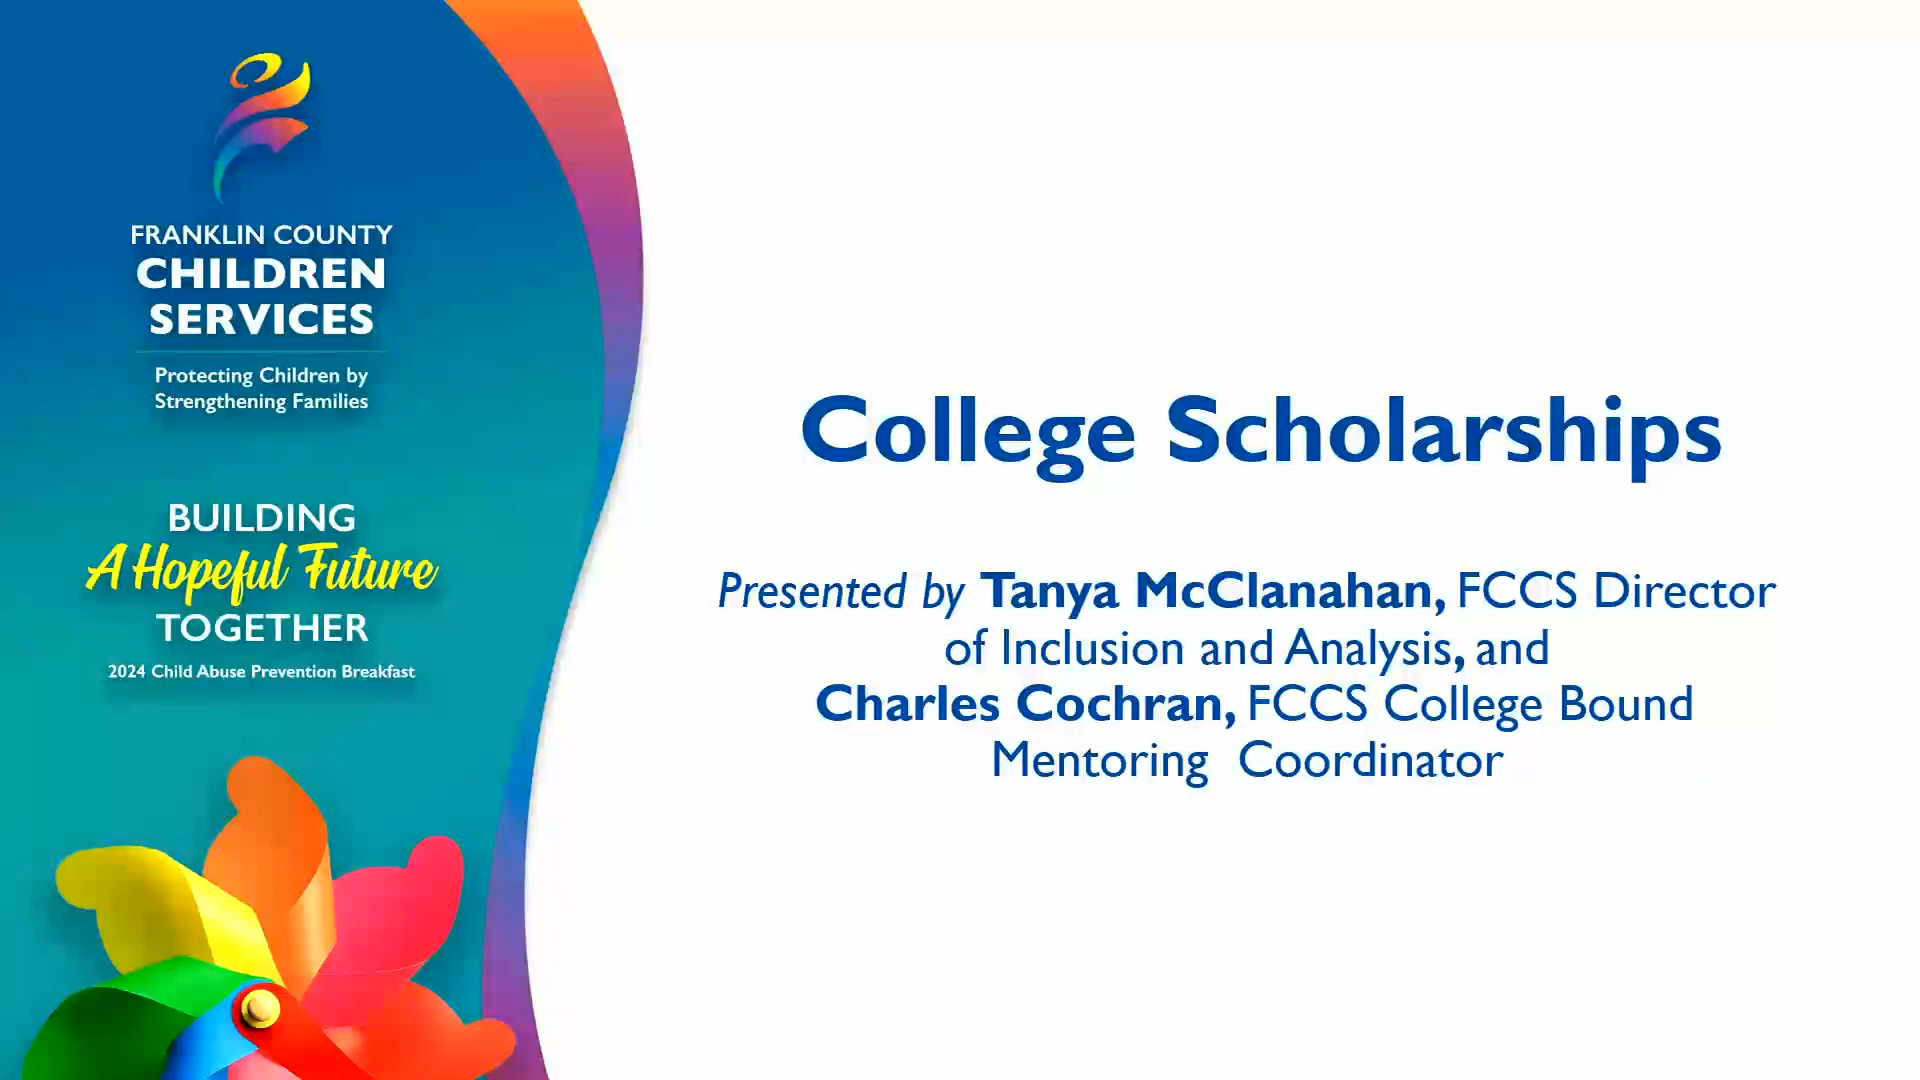 FRANKLIN COUNTY
CHILDREN
SERVICES
Protecting Children by
Strengthening Families
BUILDING
A Hopeful Future
TOGETHER
2024 Child Abuse Prevention Breakfast
College Scholarships
Presented by Tanya McClanahan, FCCS Director
of Inclusion and Analysis, and
Charles Cochran, FCCS College Bound
Mentoring Coordinator